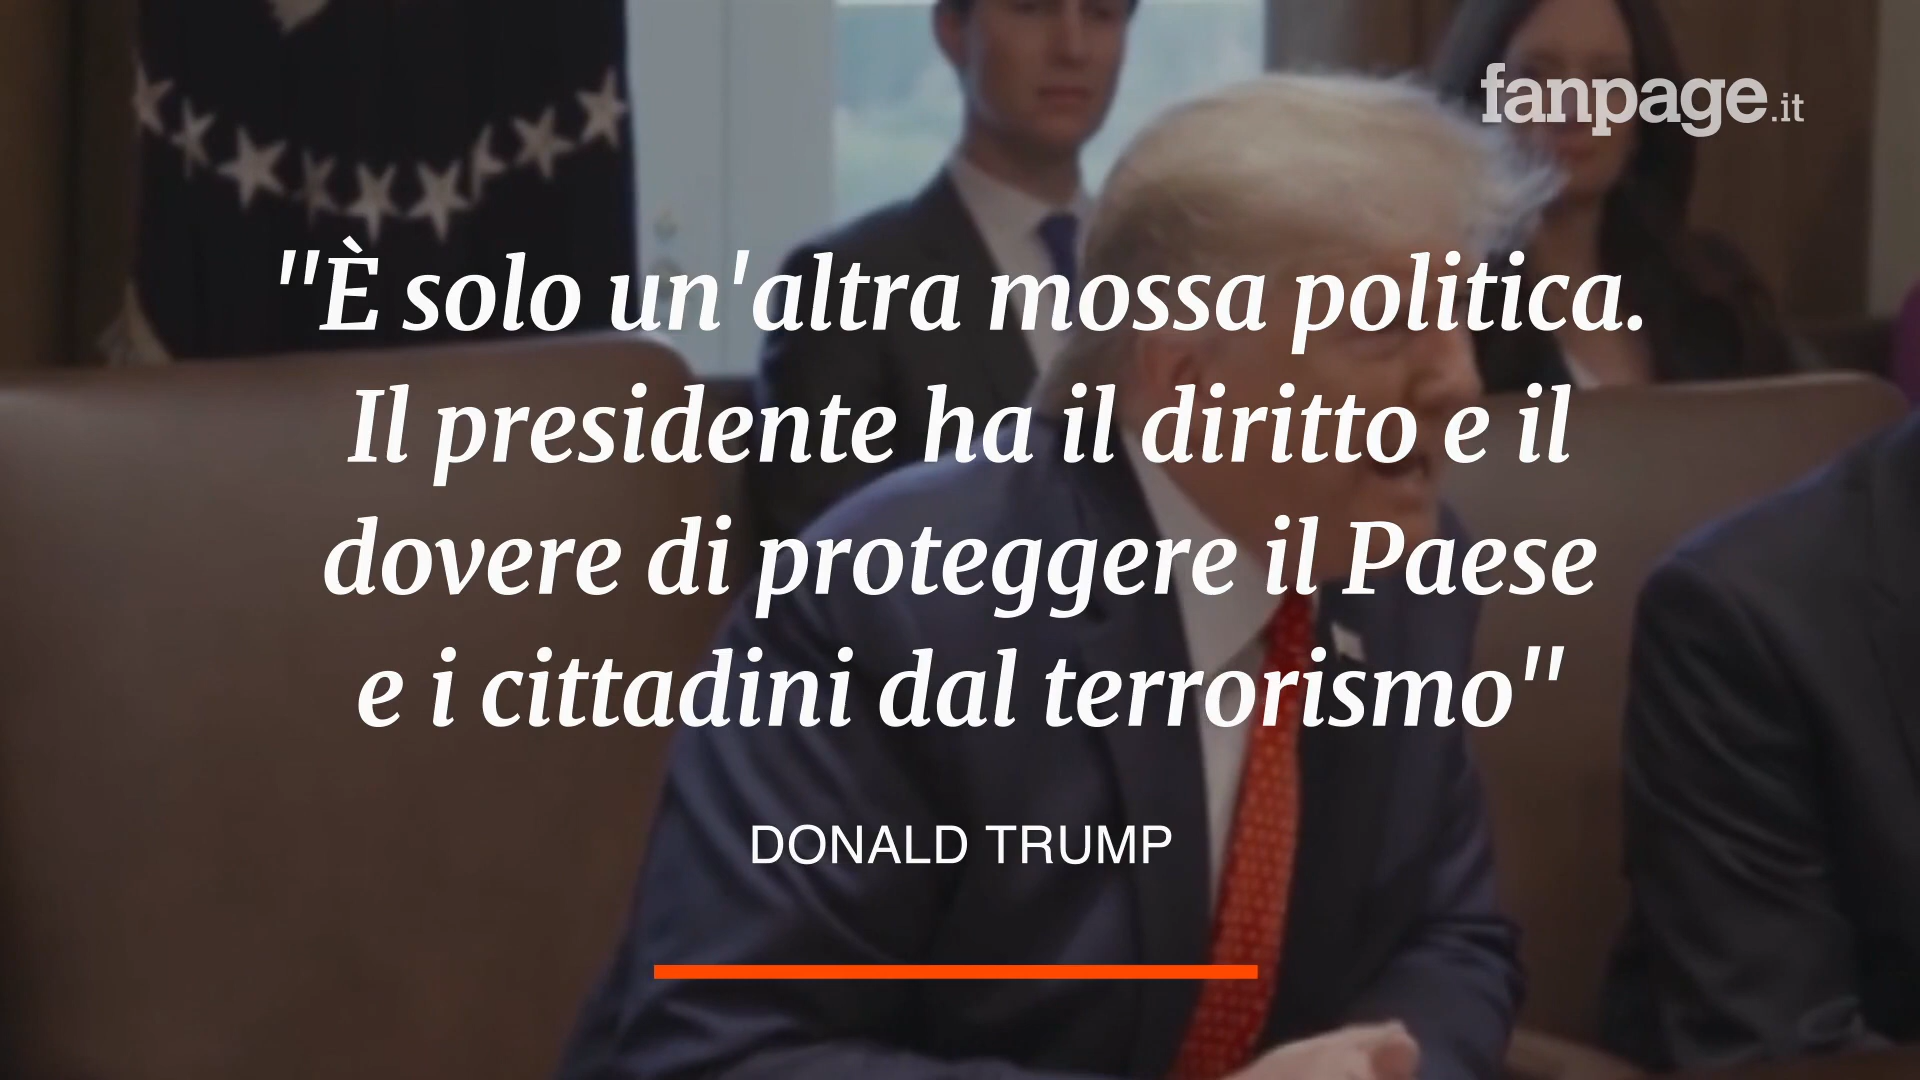 fanpage.it
"È solo un'altra mossa politica.
Il presidente ha il diritto e il
dovere di proteggere il Paese
e i cittadini dal terrorismo"
DONALD TRUMP